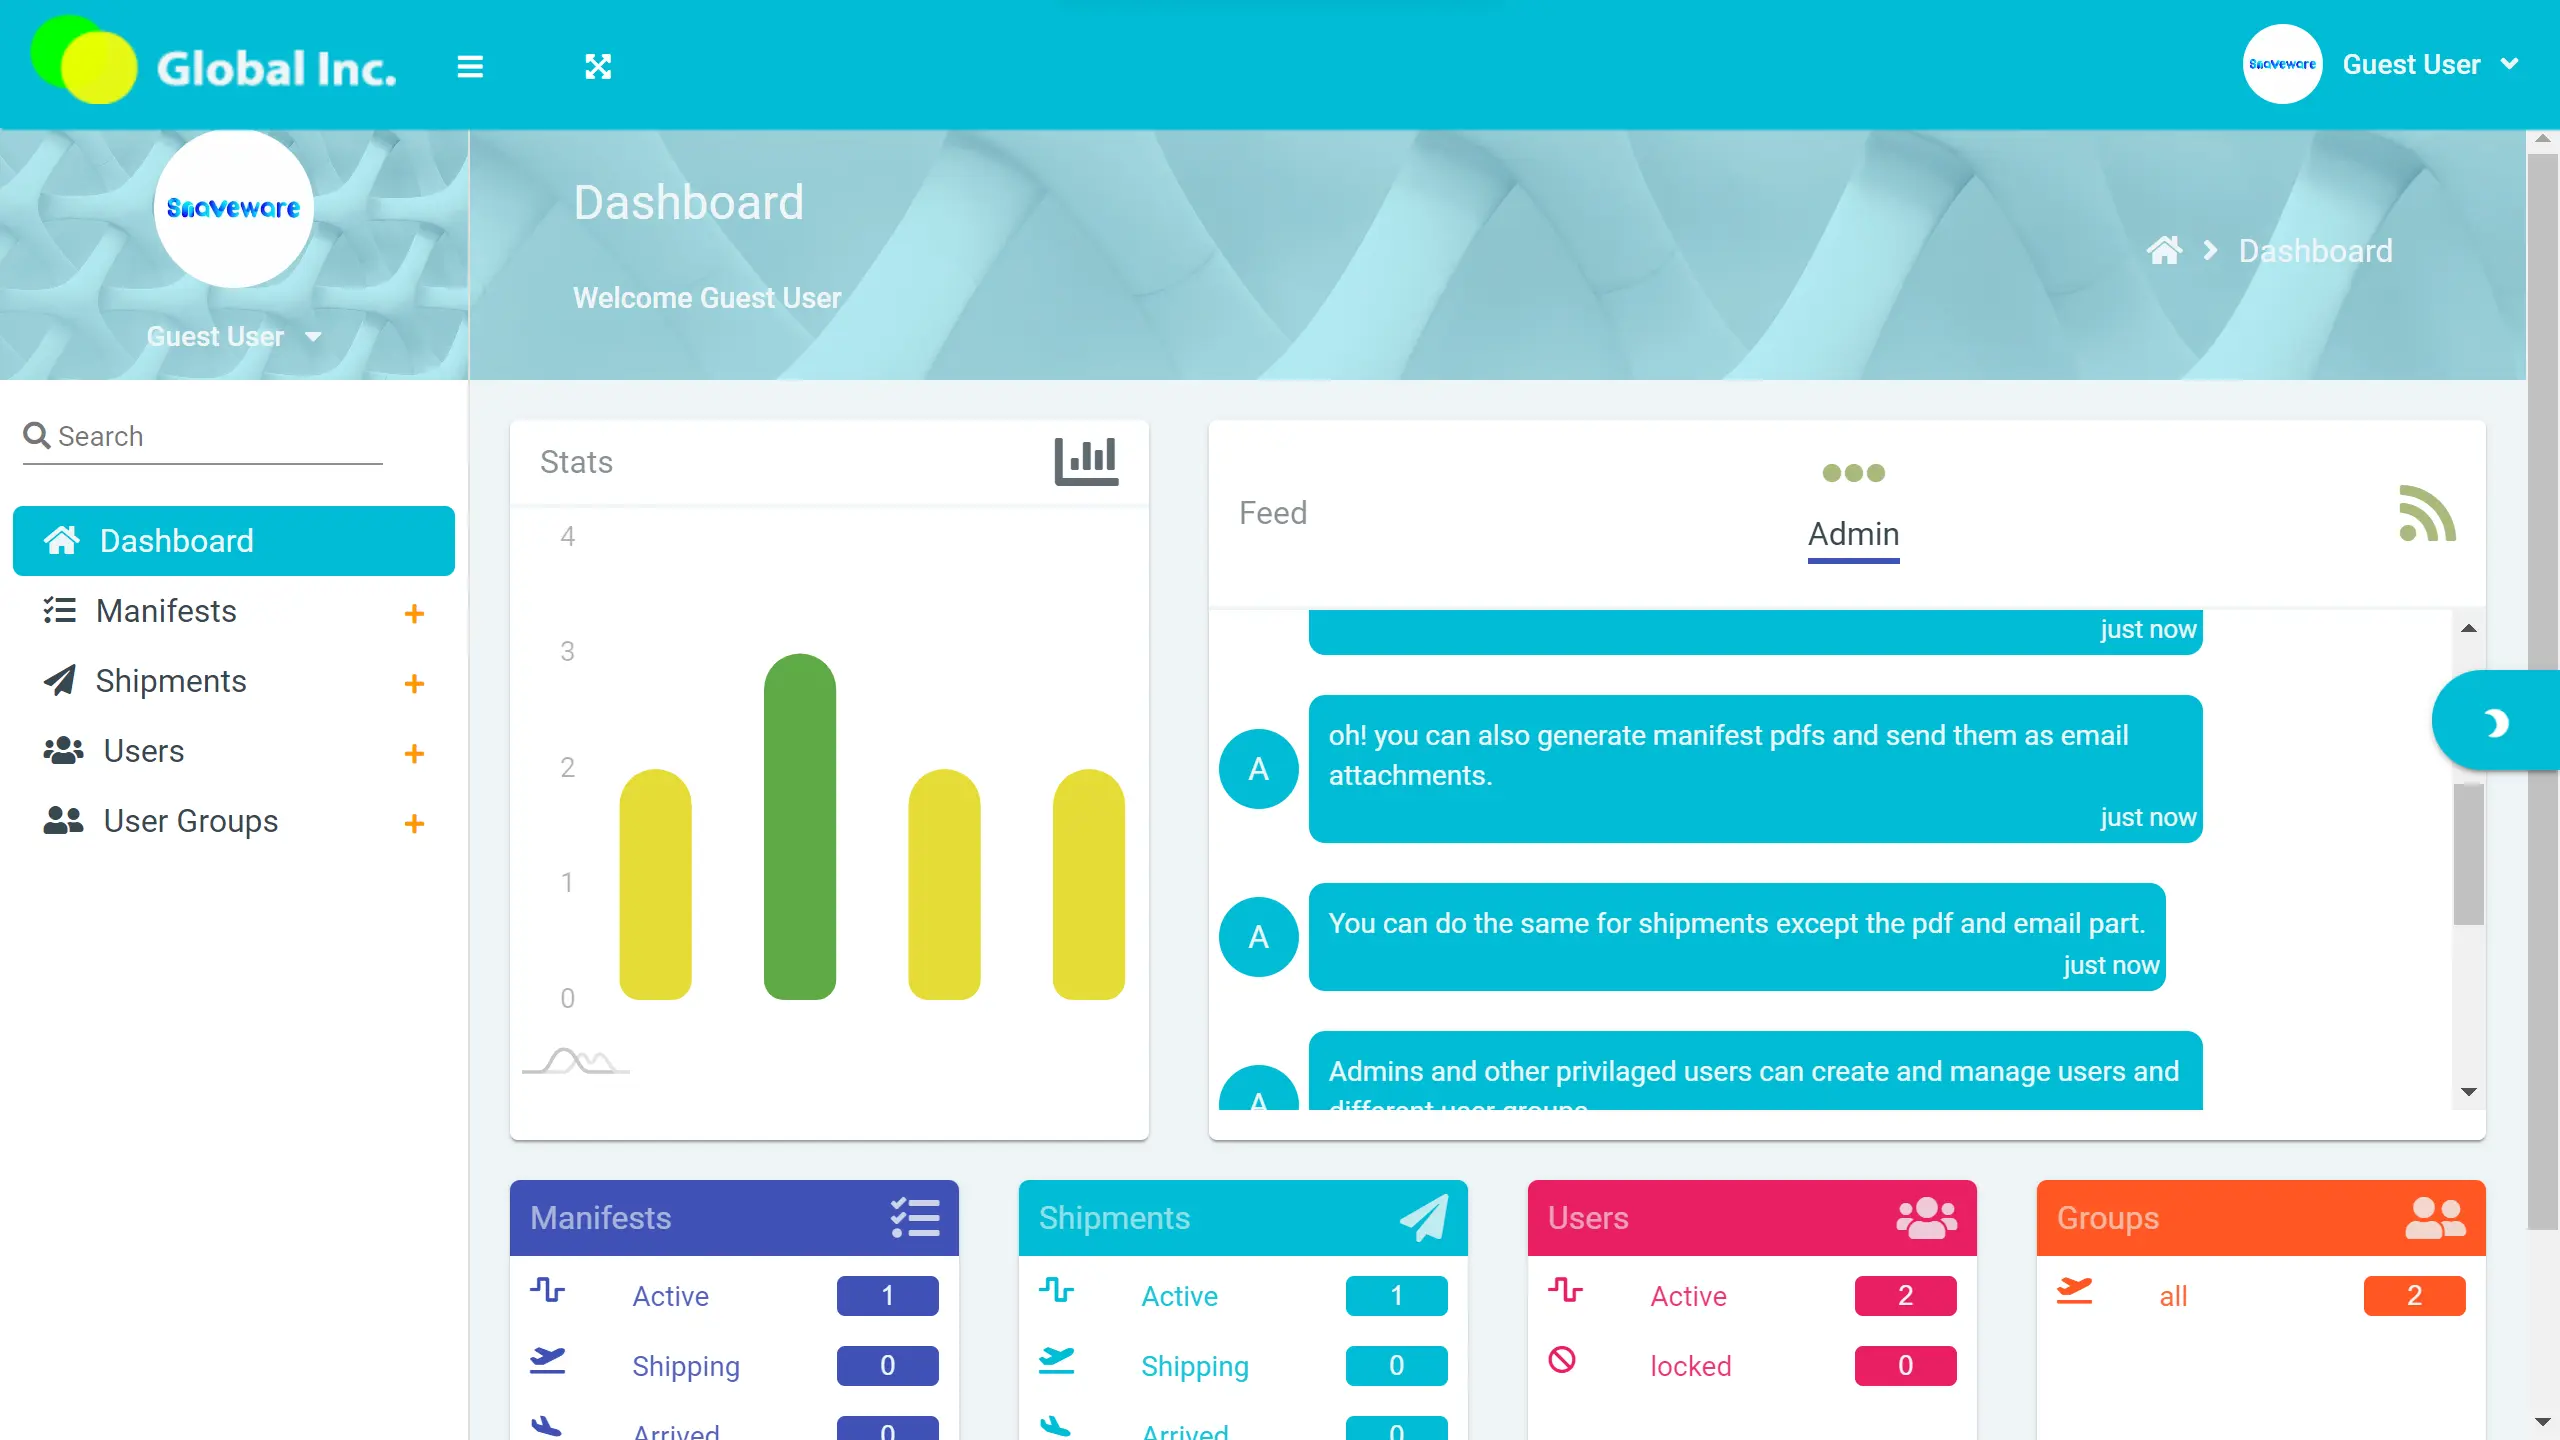 Global Inc.
Snaveware
Guest User
Snaveware
Guest User
Dashboard
Welcome Guest User
Dashboard
Search
Dashboard
Manifests
Shipments
Users
User Groups
Stats
4
3
2
1
0
Feed
Admin
just now
A
oh! you can also generate manifest pdfs and send them as email
attachments.
just now
A
You can do the same for shipments except the pdf and email part.
just now
A
Admins and other privilaged users can create and manage users and
different user groups
Manifests
Active 1
Shipping 0
Arrived 0
Shipments
Active 1
Shipping 0
Arrived 0
Users
Active 2
locked 0
Groups
all 2